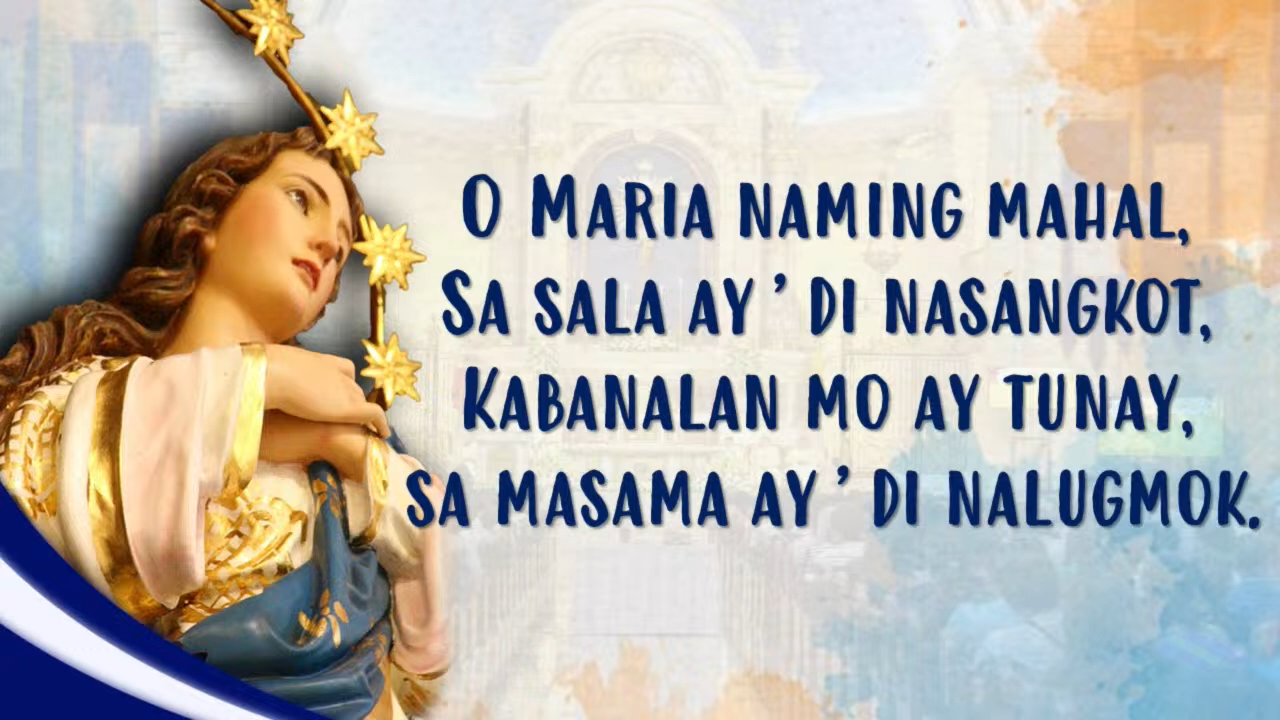 O Maria naming mahal,
Sa sala ay 'di nasangkot,
Kabanalan mo ay tunay,
sa masama ay 'di nalugmok.